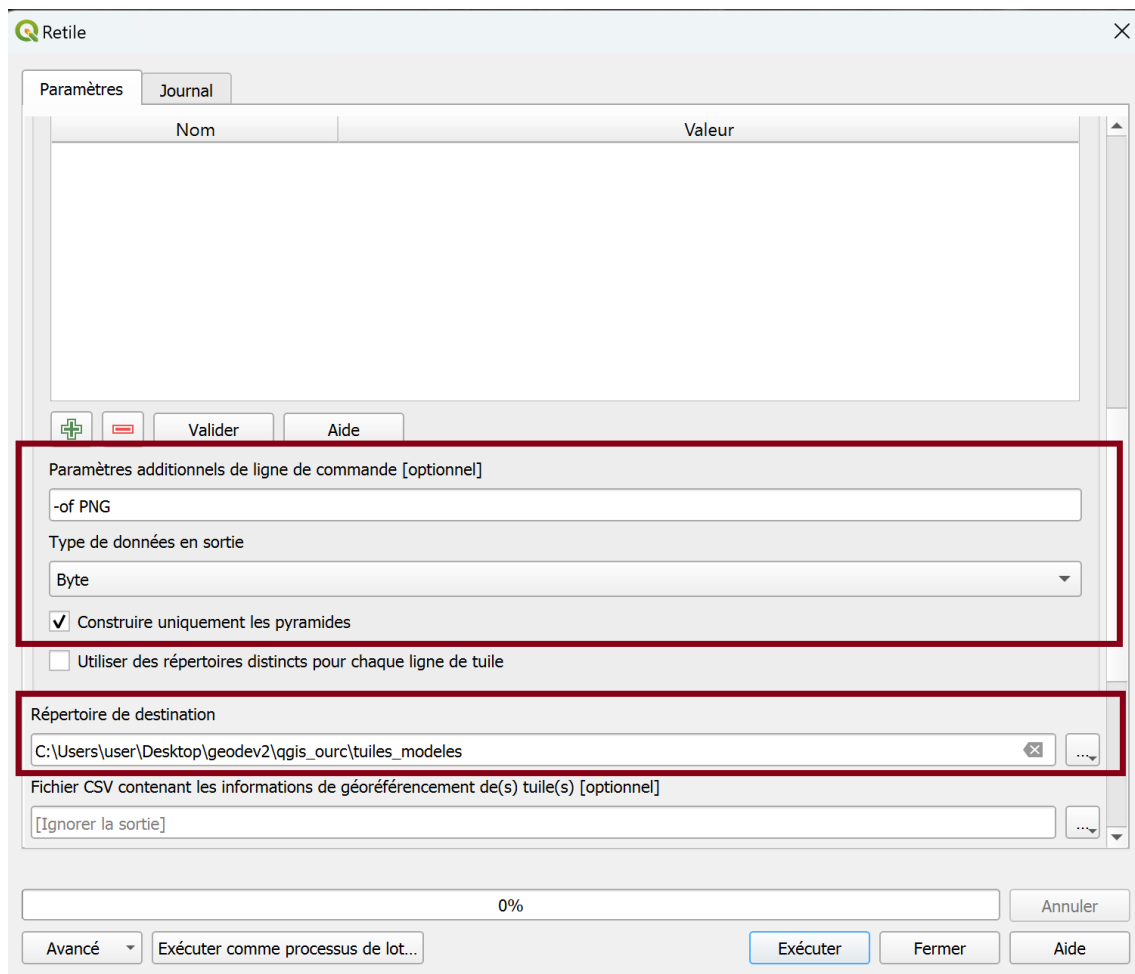 Retile
Paramètres Journal
Nom Valeur
Valider Aide
Paramètres additionnels de ligne de commande [optionnel]
-of PNG
Type de données en sortie
Byte
Construire uniquement les pyramides
Utiliser des répertoires distincts pour chaque ligne de tuile
Répertoire de destination
C:\Users\user\Desktop\geodev2\qgis_ourc\tuiles_modeles
...
Fichier CSV contenant les informations de géoréférencement de(s) tuile(s) [optionnel]
[Ignorer la sortie]
...
0% Annuler
Avancé Exécuter comme processus de lot... Exécuter Fermer Aide